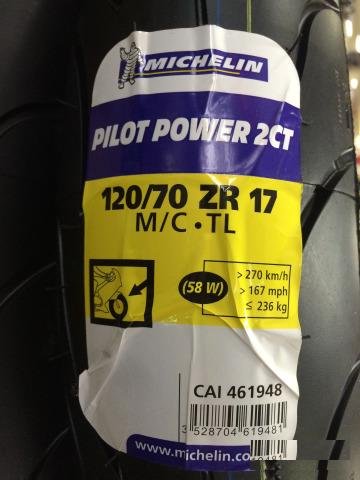 MICHELIN
PILOT POWER 2CT
120/70 ZR 17
M/C • TL
(58 W)
> 270 km/h
> 167 mph
≤ 236 kg
CAI 461948
3 528704 619481
www.michelin.co